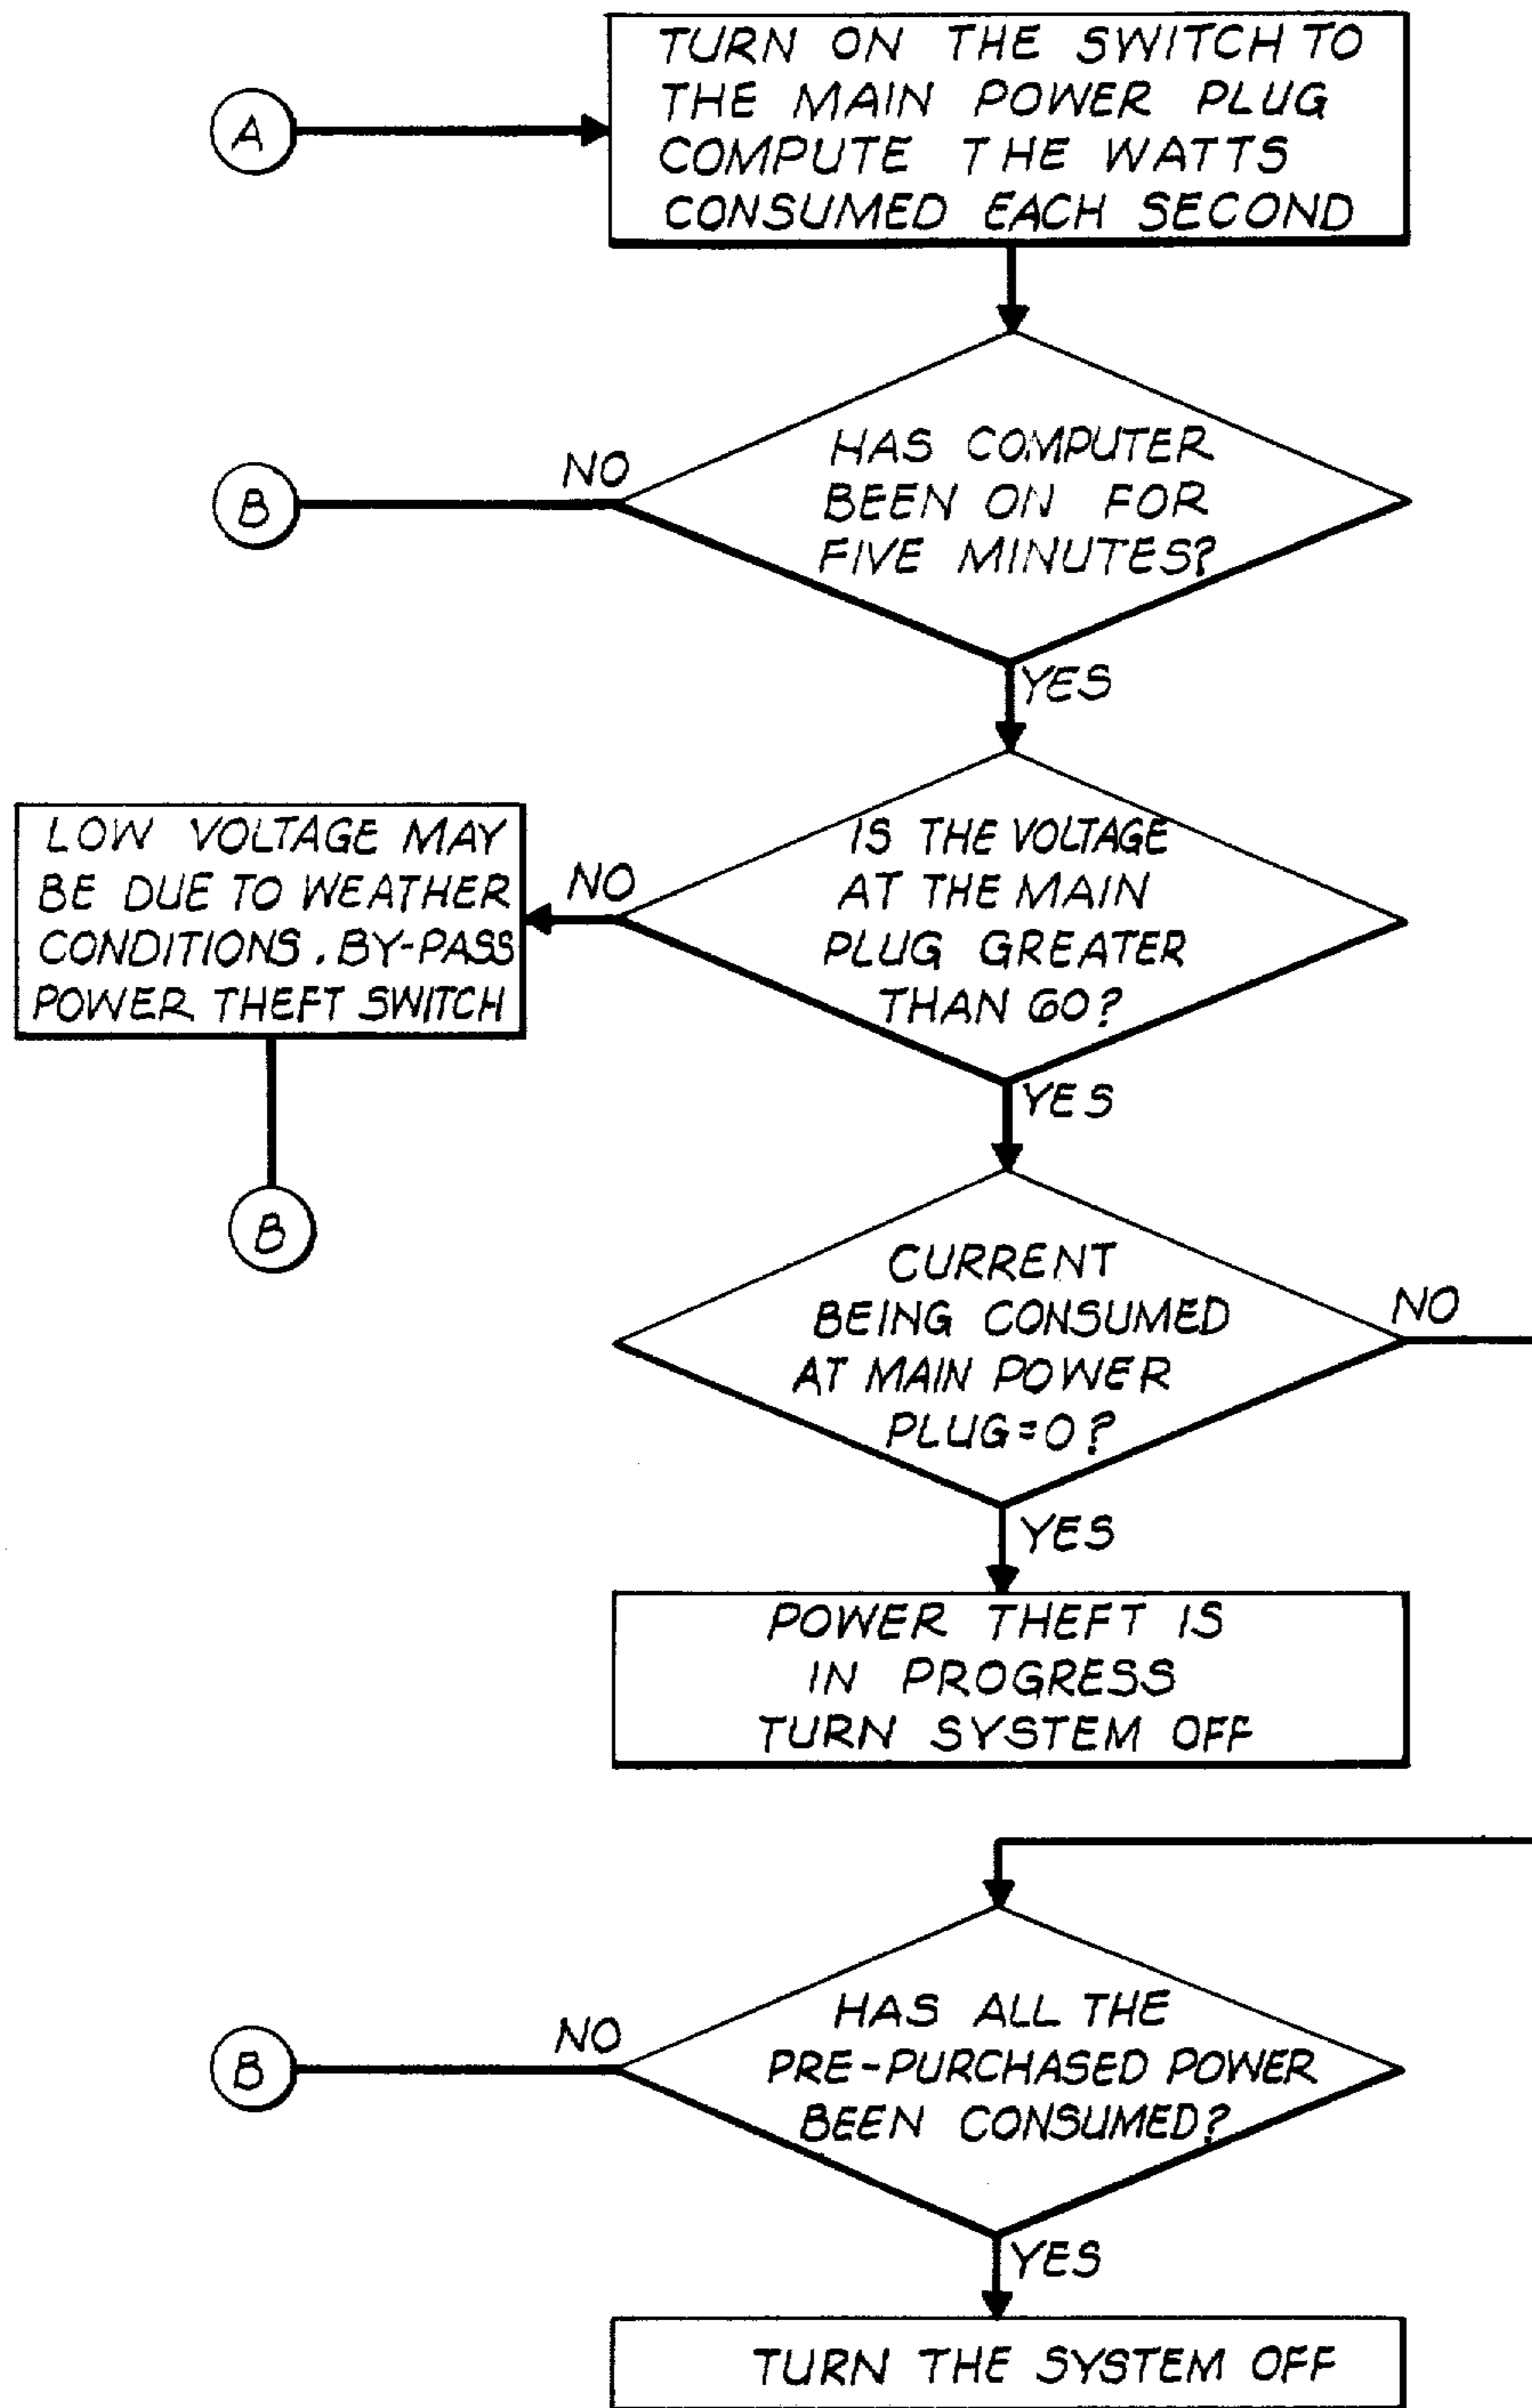 A
TURN ON THE SWITCH TO
THE MAIN POWER PLUG
COMPUTE THE WATTS
CONSUMED EACH SECOND
B
NO
HAS COMPUTER
BEEN ON FOR
FIVE MINUTES?
YES
LOW VOLTAGE MAY
BE DUE TO WEATHER
CONDITIONS. BY-PASS
POWER THEFT SWITCH
NO
IS THE VOLTAGE
AT THE MAIN
PLUG GREATER
THAN 60?
YES
B
CURRENT
BEING CONSUMED
AT MAIN POWER
PLUG=0?
NO
YES
POWER THEFT IS
IN PROGRESS
TURN SYSTEM OFF
B
NO
HAS ALL THE
PRE-PURCHASED POWER
BEEN CONSUMED?
YES
TURN THE SYSTEM OFF